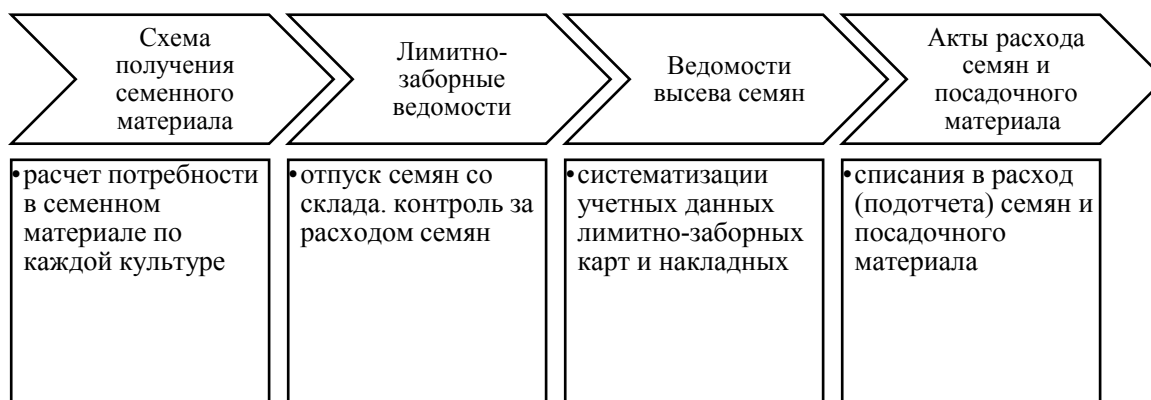 Схема
получения
семенного
материала
Лимитно-
заборные
ведомости
Ведомости
высева семян
Акты расхода
семян и
посадочного
материала
•расчет потребности
в семенном
материале по
каждой культуре
•отпуск семян со
склада. контроль за
расходом семян
•систематизации
учетных данных
лимитно-заборных
карт и накладных
•списания в расход
(подотчета) семян и
посадочного
материала